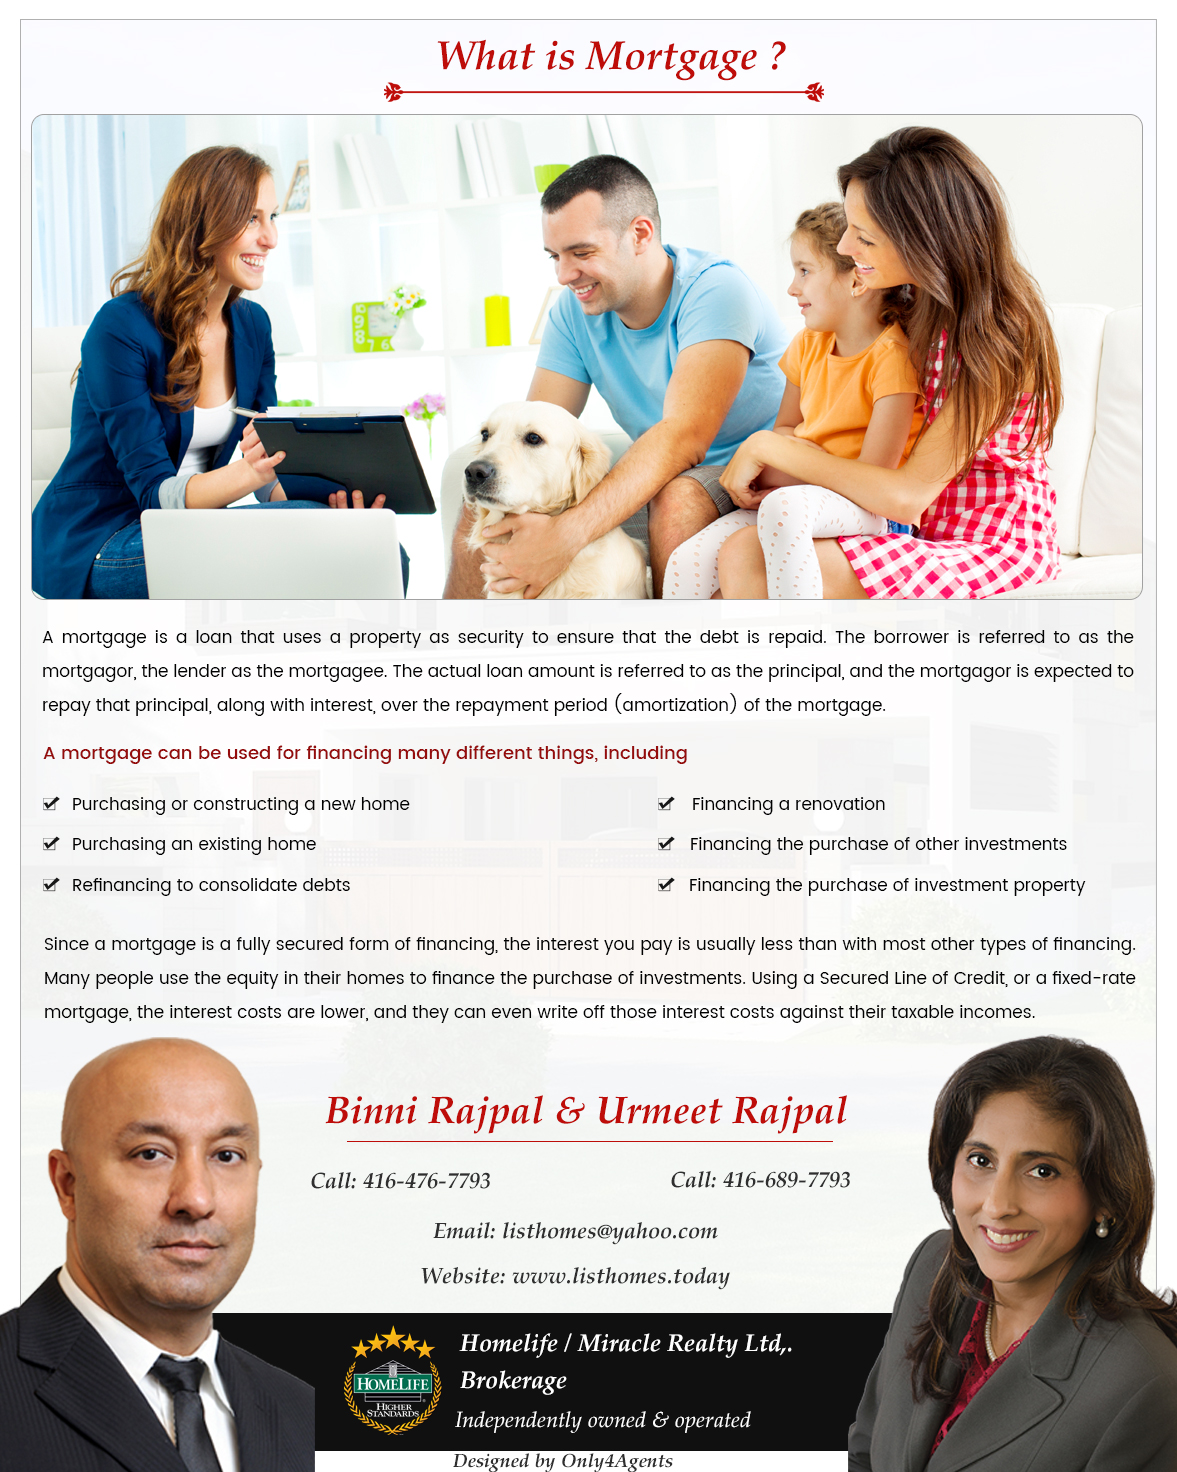 What is Mortgage ?
A mortgage is a loan that uses a property as security to ensure that the debt is repaid. The borrower is referred to as the
mortgagor, the lender as the mortgagee. The actual loan amount is referred to as the principal, and the mortgagor is expected to
repay that principal, along with interest, over the repayment period (amortization) of the mortgage.
A mortgage can be used for financing many different things, including
Purchasing or constructing a new home
Purchasing an existing home
Refinancing to consolidate debts
Financing a renovation
Financing the purchase of other investments
Financing the purchase of investment property
Since a mortgage is a fully secured form of financing, the interest you pay is usually less than with most other types of financing.
Many people use the equity in their homes to finance the purchase of investments. Using a Secured Line of Credit, or a fixed-rate
mortgage, the interest costs are lower, and they can even write off those interest costs against their taxable incomes.
Binni Rajpal & Urmeet Rajpal
Call: 416-476-7793
Call: 416-689-7793
Email: listhomes@yahoo.com
Website: www.listhomes.today
HOMELIFE
HIGHER
STANDARDS
Homelife / Miracle Realty Ltd,.
Brokerage
Independently owned & operated
Designed by Only4Agents